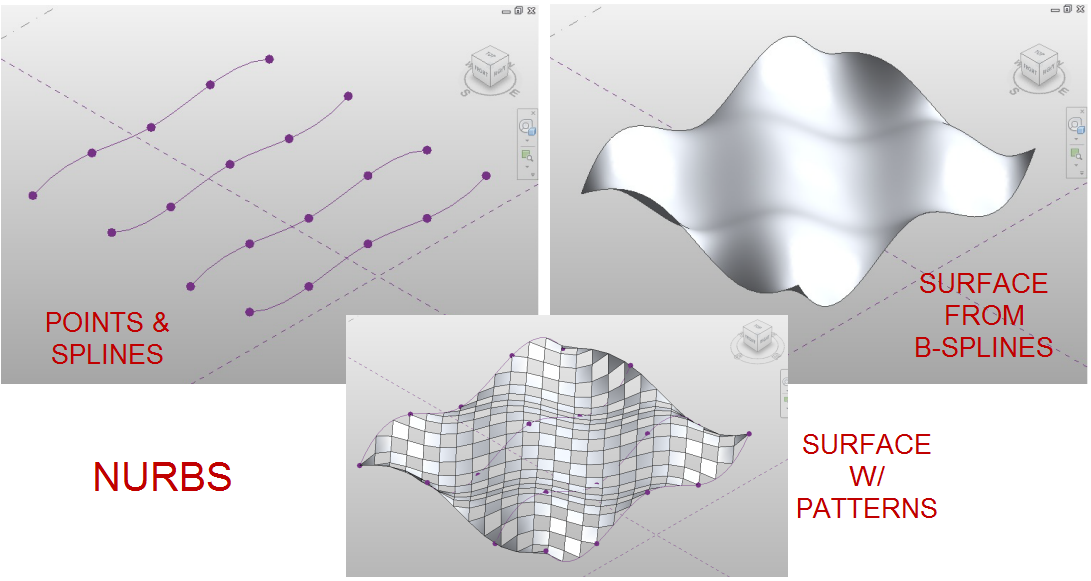 POINTS &
SPLINES
SURFACE
FROM
B-SPLINES
NURBS
SURFACE
W/
PATTERNS